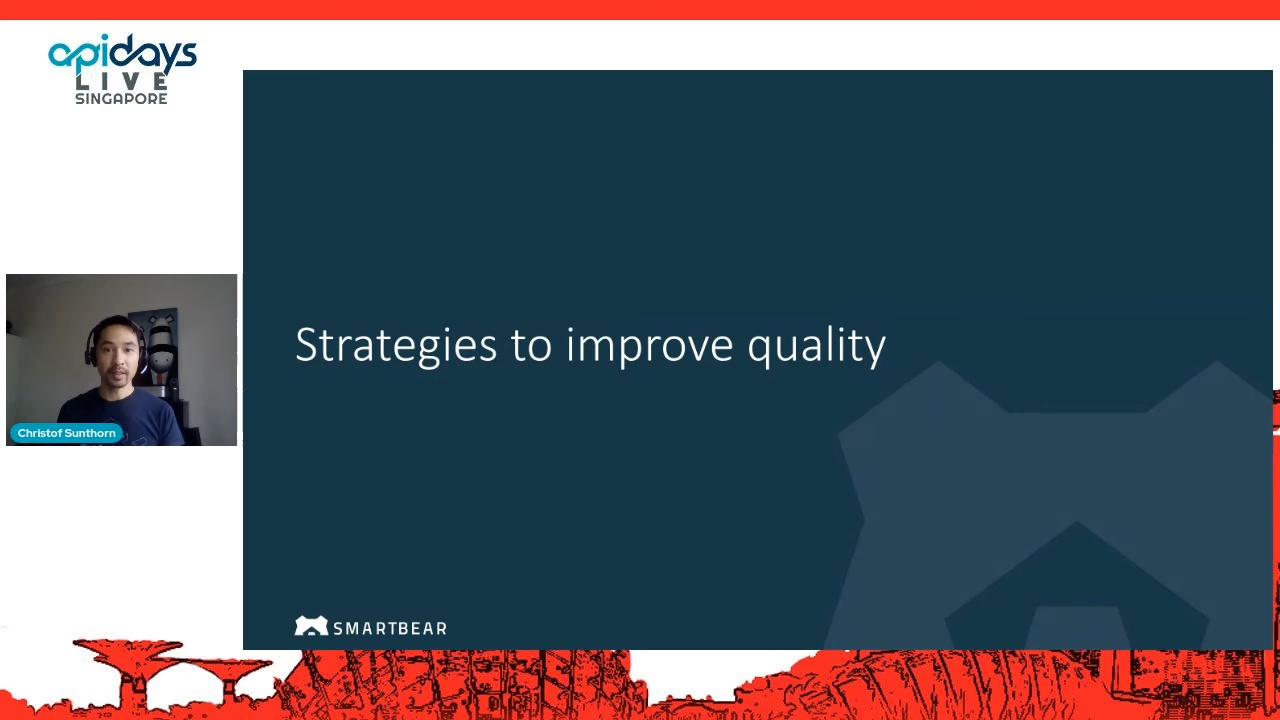 apidays
LIVE
SINGAPORE
Strategies to improve quality
Christof Sunthorn
SMARTBEAR